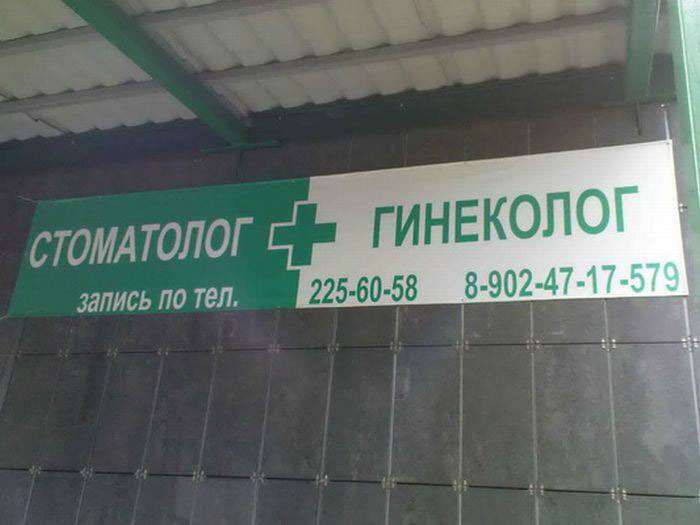 СТОМАТОЛОГ
ГИНЕКОЛОГ
запись по тел.
225-60-58 8-902-47-17-579